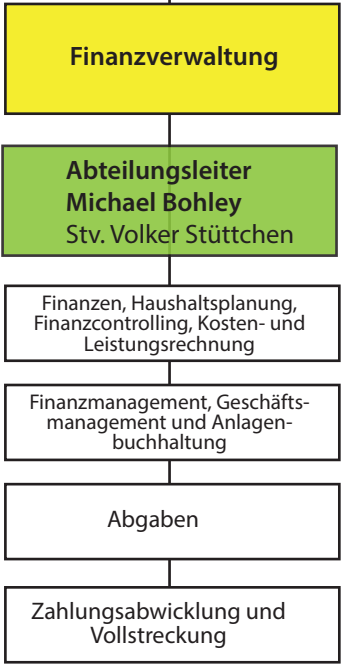 Finanzverwaltung
Abteilungsleiter
Michael Bohley
Stv. Volker Stüttchen
Finanzen, Haushaltsplanung,
Finanzcontrolling, Kosten- und
Leistungsrechnung
Finanzmanagement, Geschäfts-
management und Anlagen-
buchhaltung
Abgaben
Zahlungsabwicklung und
Vollstreckung